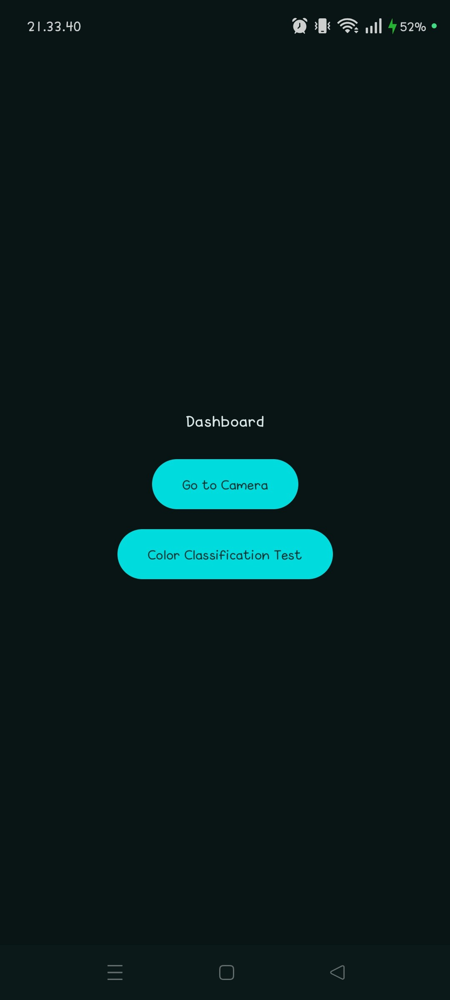 21.33.40 52%
Dashboard
Go to Camera
Color Classification Test